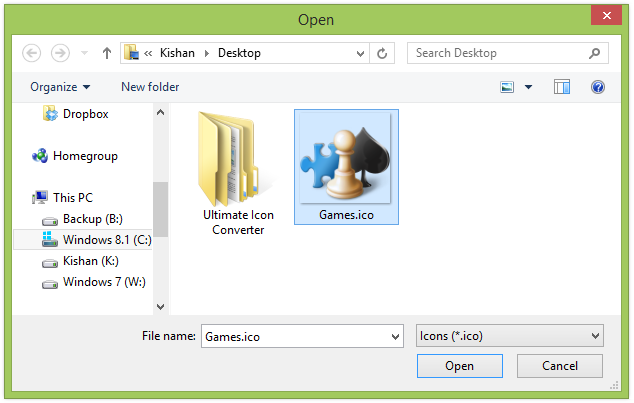 Open
« Kishan Desktop
Search Desktop
Organize
New folder
Dropbox
Homegroup
This PC
Backup (B:)
Windows 8.1 (C:)
Kishan (K:)
Windows 7 (W:)
Ultimate Icon
Converter
Games.ico
File name: Games.ico
Icons (*.ico)
Open
Cancel